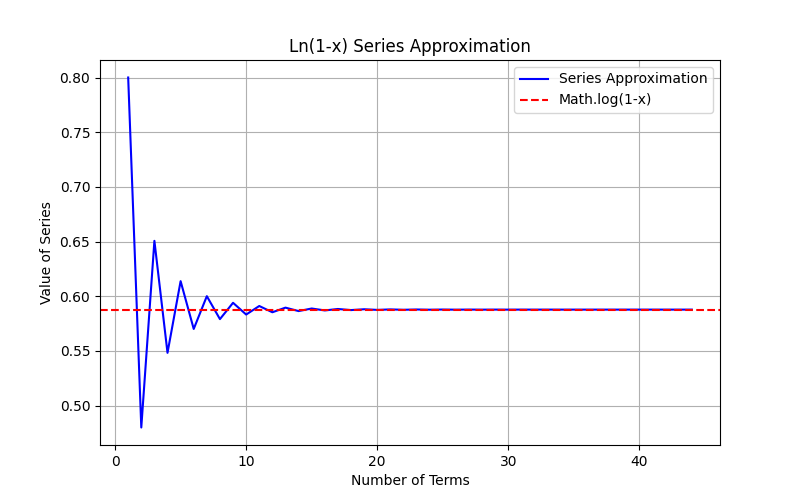 Ln(1-x) Series Approximation
Series Approximation
Math.log(1-x)
Value of Series
0.80
0.75
0.70
0.65
0.60
0.55
0.50
0 10 20 30 40
Number of Terms